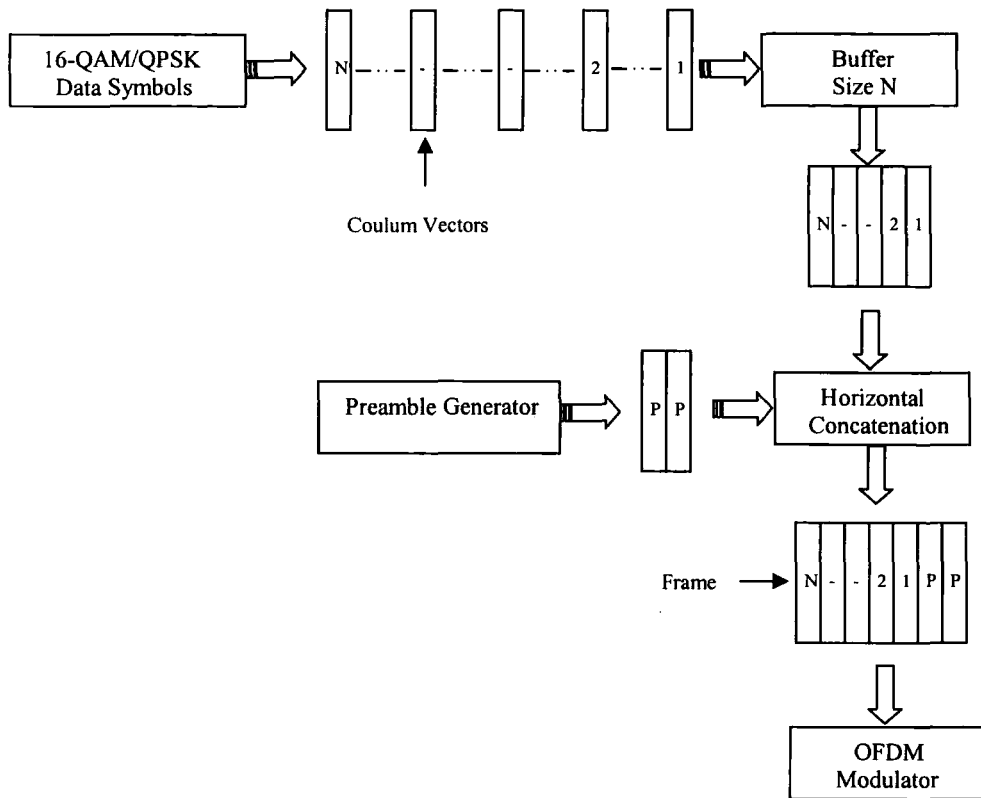 16-QAM/QPSK
Data Symbols
N - - 2 1
Buffer
Size N
Coulum Vectors
N - - 2 1
Preamble Generator
P P
Horizontal
Concatenation
Frame
N - - 2 1 P P
OFDM
Modulator